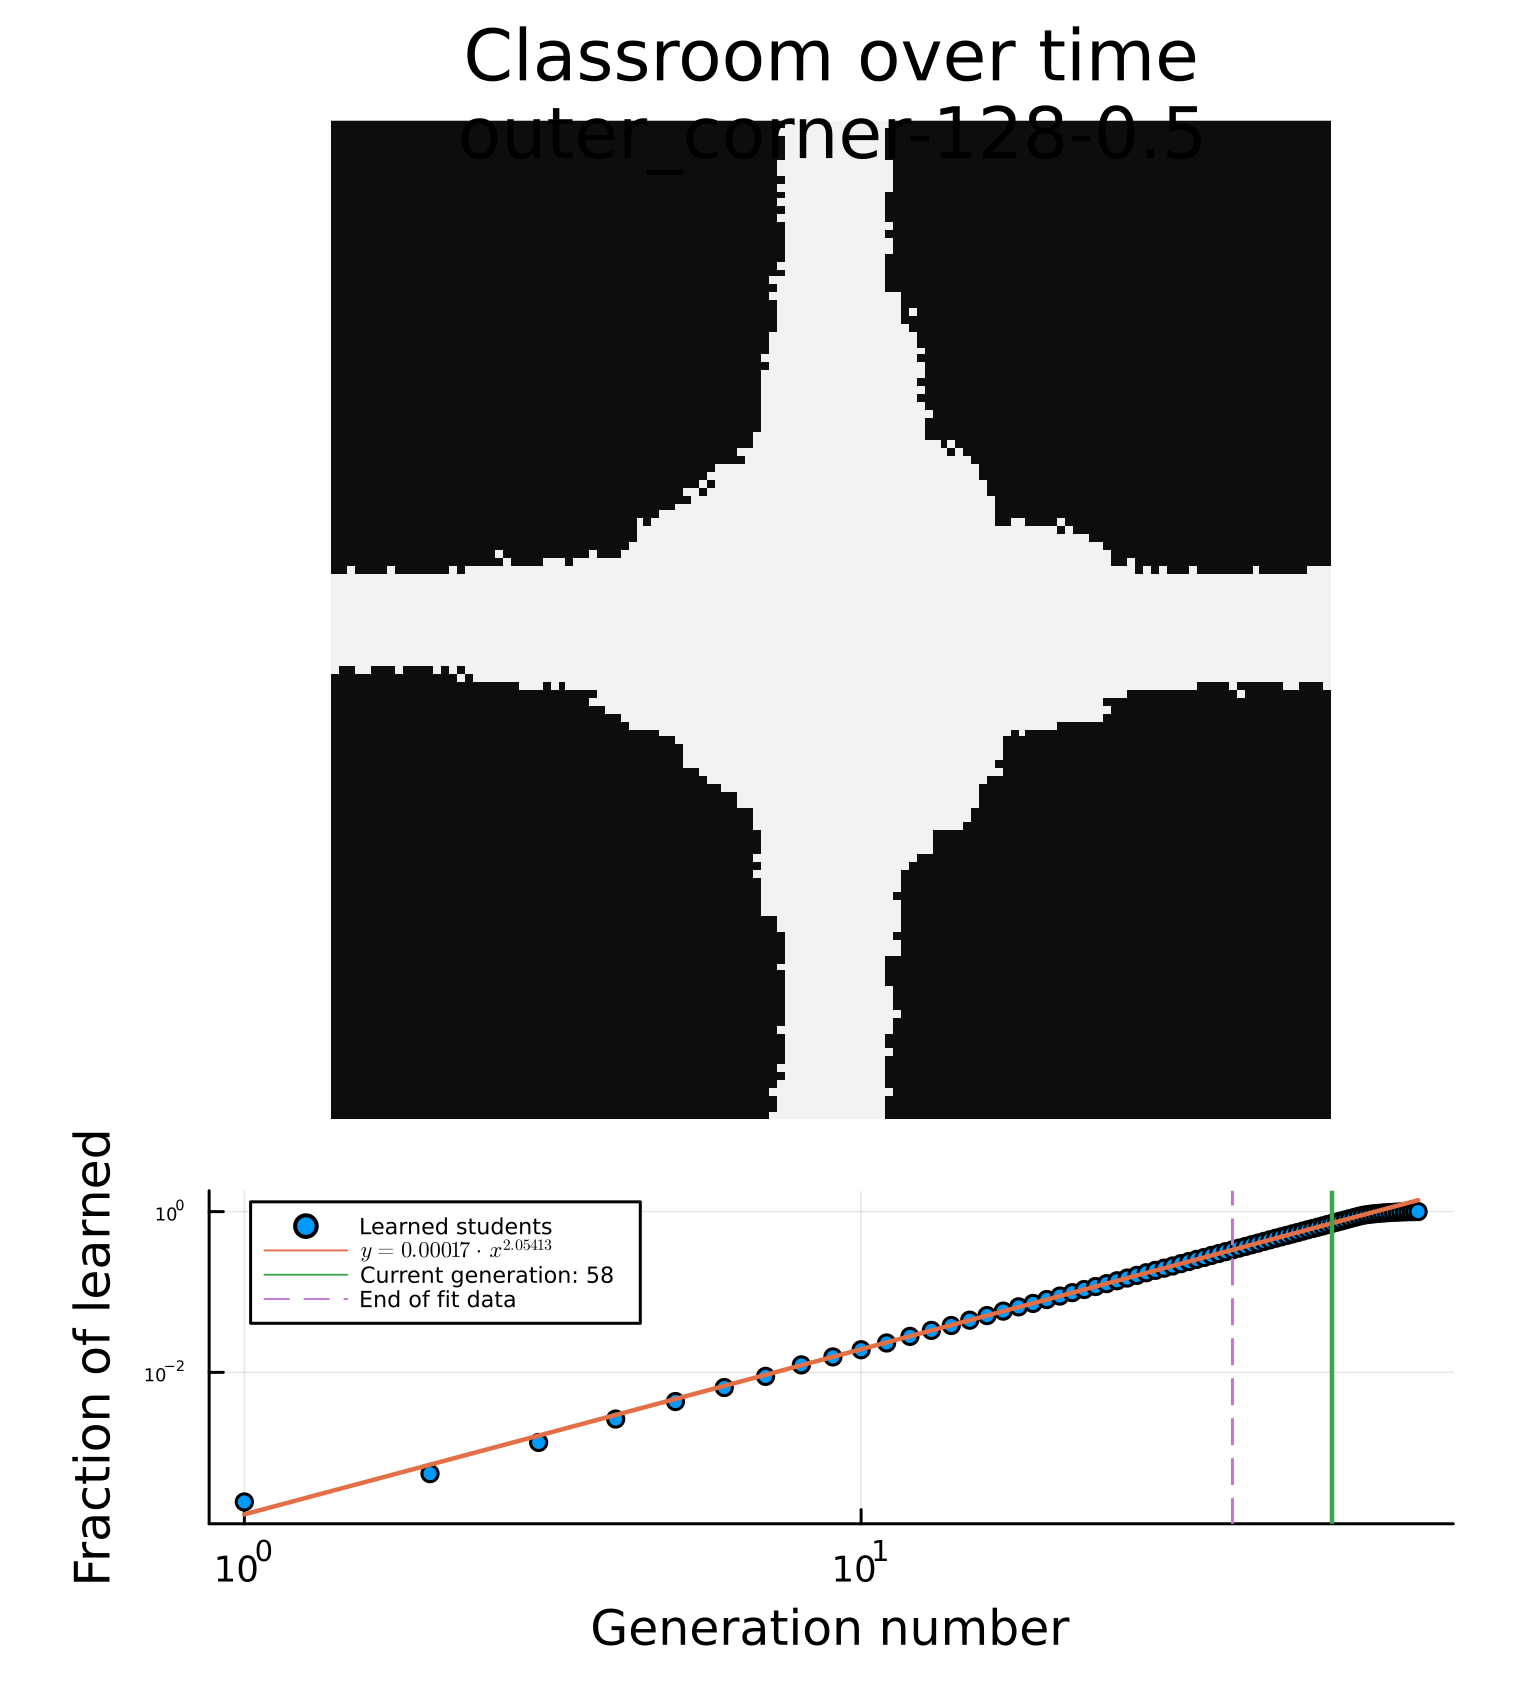 Classroom over time
outer_corner-128-0.5
Fraction of learned
10⁰
10⁻²
Learned students
y = 0.00017 · x^2.05413
Current generation: 58
End of fit data
10⁰
10¹
Generation number